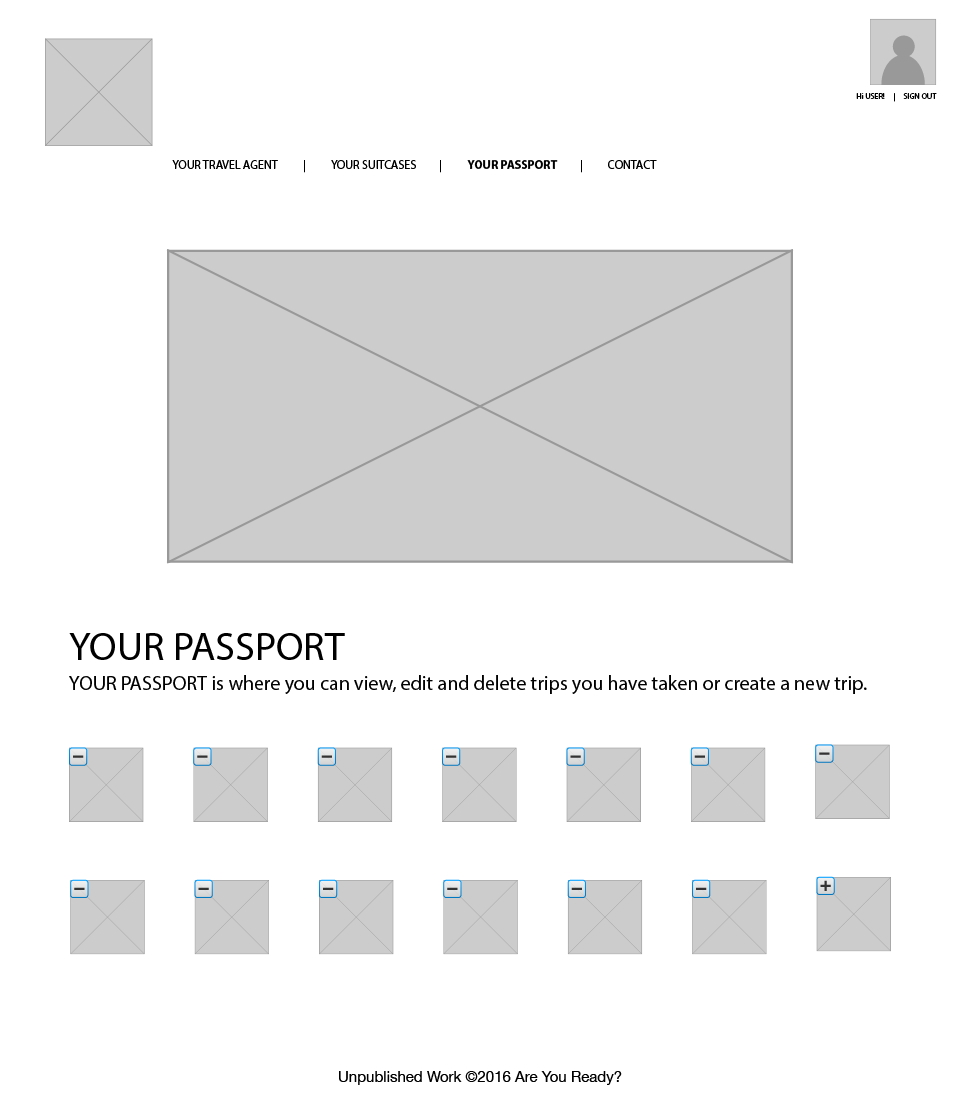 Hi USER! | SIGN OUT
YOUR TRAVEL AGENT | YOUR SUITCASES | YOUR PASSPORT | CONTACT
YOUR PASSPORT
YOUR PASSPORT is where you can view, edit and delete trips you have taken or create a new trip.
Unpublished Work ©2016 Are You Ready?